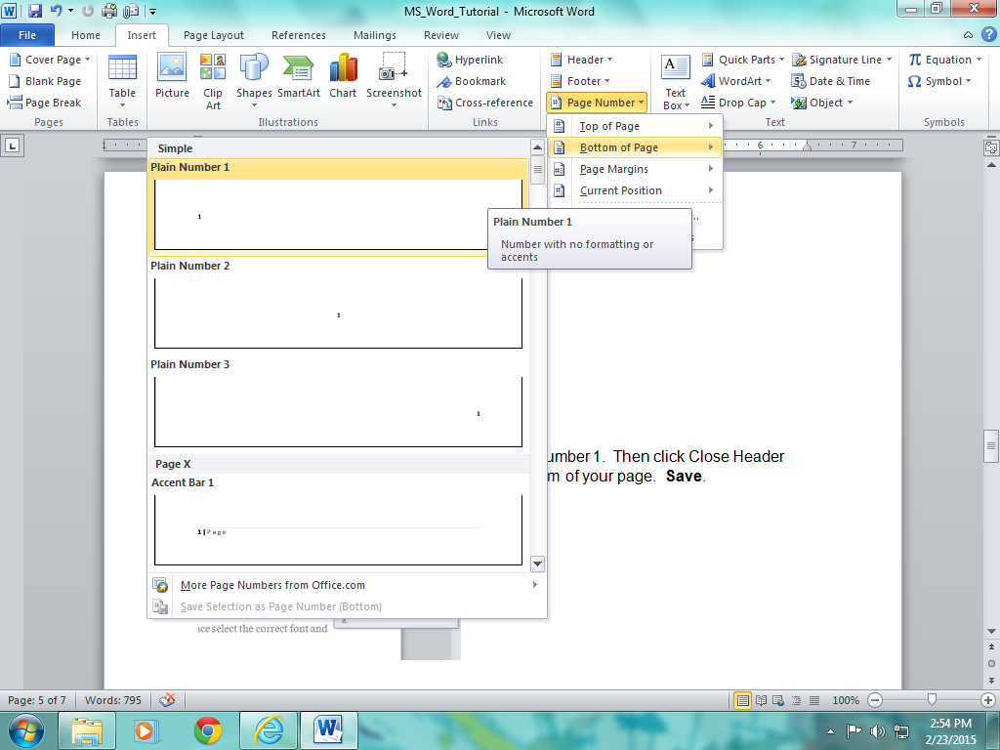 MS_Word_Tutorial - Microsoft Word
File Home Insert Page Layout References Mailings Review View
Cover Page
Blank Page
Page Break
Pages
Table
Tables
Picture
Clip Art
Shapes
SmartArt
Chart
Screenshot
Illustrations
Hyperlink
Bookmark
Cross-reference
Links
Header
Footer
Page Number
Text Box
Quick Parts
WordArt
Drop Cap
Signature Line
Date & Time
Object
Text
Equation
Symbol
Symbols
Top of Page
Bottom of Page
Page Margins
Current Position
6 7
Simple
Plain Number 1
1
Plain Number 1
Number with no formatting or
accents
Plain Number 2
1
Plain Number 3
1
Page X
Accent Bar 1
1|Page
More Page Numbers from Office.com
Save Selection as Page Number (Bottom)
umber 1. Then click Close Header
m of your page. Save.
select the correct font and
Page: 5 of 7 Words: 795 100%
2:54 PM
2/23/2015